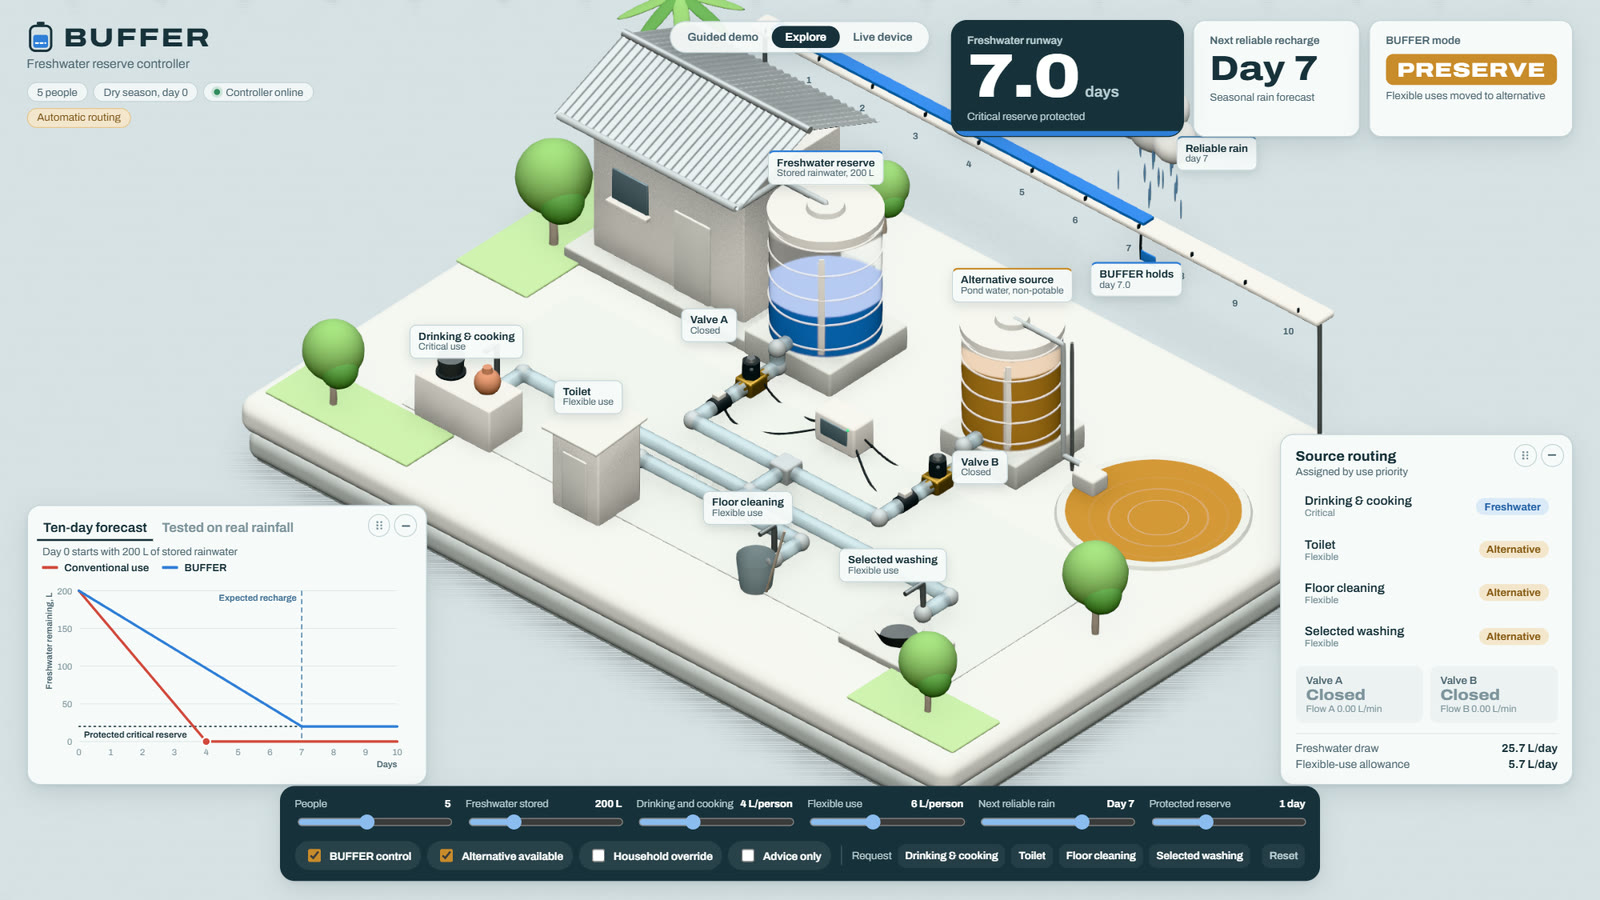 BUFFER
Freshwater reserve controller
5 people
Dry season, day 0
Controller online
Automatic routing
Guided demo
Explore
Live device
Freshwater runway
7.0 days
Critical reserve protected
Next reliable recharge
Day 7
Seasonal rain forecast
BUFFER mode
PRESERVE
Flexible uses moved to alternative
1
2
3
4
5
6
7
9
10
Reliable rain
day 7
BUFFER holds
day 7.0
Freshwater reserve
Stored rainwater, 200 L
Alternative source
Pond water, non-potable
Valve A
Closed
Drinking & cooking
Critical use
Toilet
Flexible use
Valve B
Closed
Floor cleaning
Flexible use
Selected washing
Flexible use
Ten-day forecast
Tested on real rainfall
Day 0 starts with 200 L of stored rainwater
Conventional use
BUFFER
Freshwater remaining, L
200
150
100
50
0
Expected recharge
Protected critical reserve
0
1
2
3
4
5
6
7
8
9
10
Days
Source routing
Assigned by use priority
Drinking & cooking
Critical
Freshwater
Toilet
Flexible
Alternative
Floor cleaning
Flexible
Alternative
Selected washing
Flexible
Alternative
Valve A
Closed
Flow A 0.00 L/min
Valve B
Closed
Flow B 0.00 L/min
Freshwater draw 25.7 L/day
Flexible-use allowance 5.7 L/day
People 5
Freshwater stored 200 L
Drinking and cooking 4 L/person
Flexible use 6 L/person
Next reliable rain Day 7
Protected reserve 1 day
BUFFER control
Alternative available
Household override
Advice only
Request
Drinking & cooking
Toilet
Floor cleaning
Selected washing
Reset